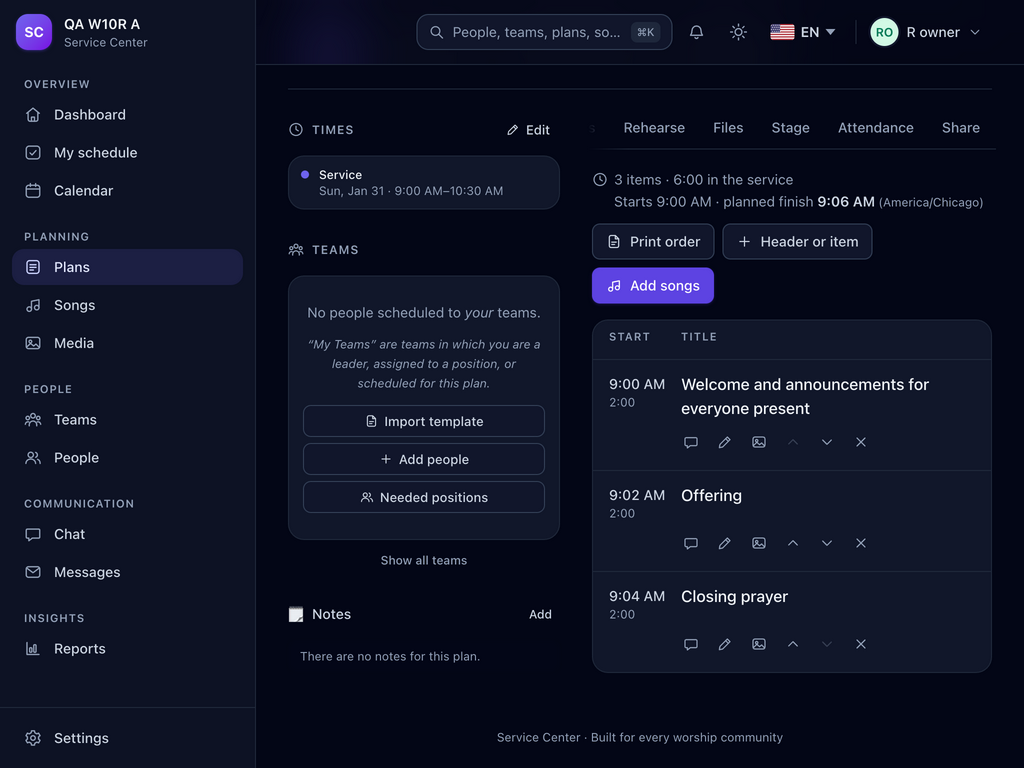 SC
QA W10R A
Service Center
OVERVIEW
Dashboard
My schedule
Calendar
PLANNING
Plans
Songs
Media
PEOPLE
Teams
People
COMMUNICATION
Chat
Messages
INSIGHTS
Reports
Settings
People, teams, plans, so... ⌘K
EN
RO R owner
TIMES
Edit
Service
Sun, Jan 31 · 9:00 AM–10:30 AM
TEAMS
No people scheduled to your teams.
“My Teams” are teams in which you are a
leader, assigned to a position, or
scheduled for this plan.
Import template
Add people
Needed positions
Show all teams
Notes
Add
There are no notes for this plan.
s Rehearse Files Stage Attendance Share
3 items · 6:00 in the service
Starts 9:00 AM · planned finish 9:06 AM (America/Chicago)
Print order
Header or item
Add songs
START TITLE
9:00 AM Welcome and announcements for
2:00 everyone present
9:02 AM Offering
2:00
9:04 AM Closing prayer
2:00
Service Center · Built for every worship community